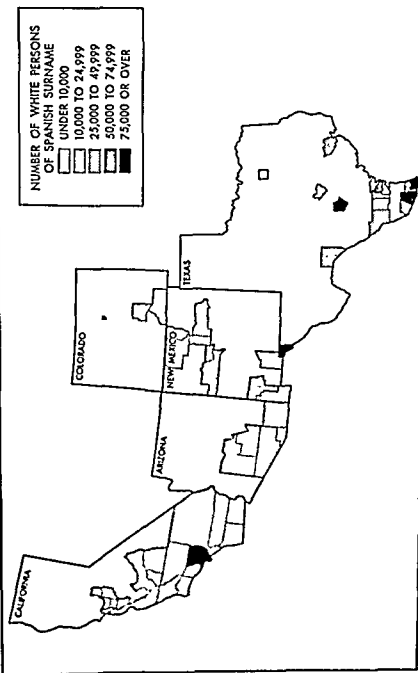 NUMBER OF WHITE PERSONS
OF SPANISH SURNAME
UNDER 10,000
10,000 TO 24,999
25,000 TO 49,999
50,000 TO 74,999
75,000 OR OVER
CALIFORNIA
ARIZONA
COLORADO
NEW MEXICO
TEXAS